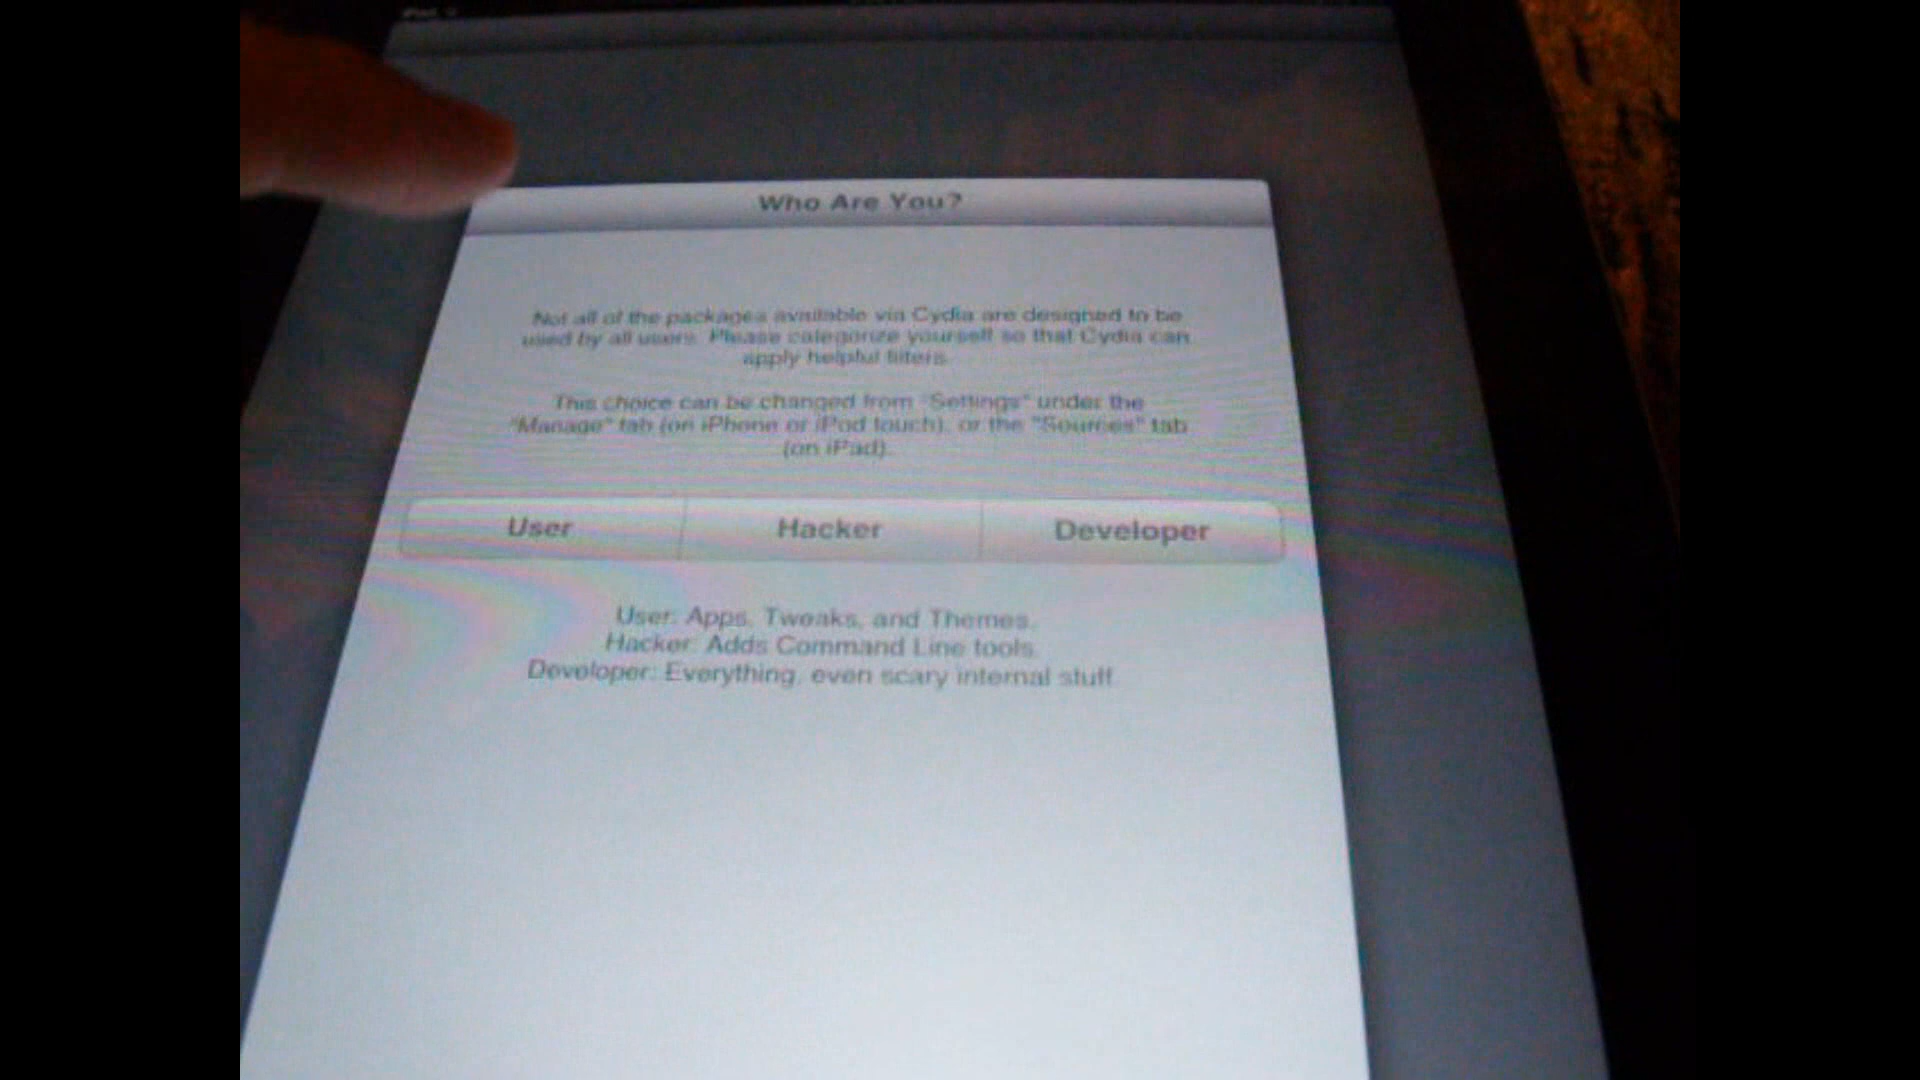 Who Are You?
Not all of the packages available via Cydia are designed to be
used by all users. Please categorize yourself so that Cydia can
apply helpful filters.
This choice can be changed from "Settings" under the
"Manage" tab (on iPhone or iPod touch), or the "Sources" tab
(on iPad).
User Hacker Developer
User: Apps, Tweaks, and Themes.
Hacker: Adds Command Line tools.
Developer: Everything, even scary internal stuff.